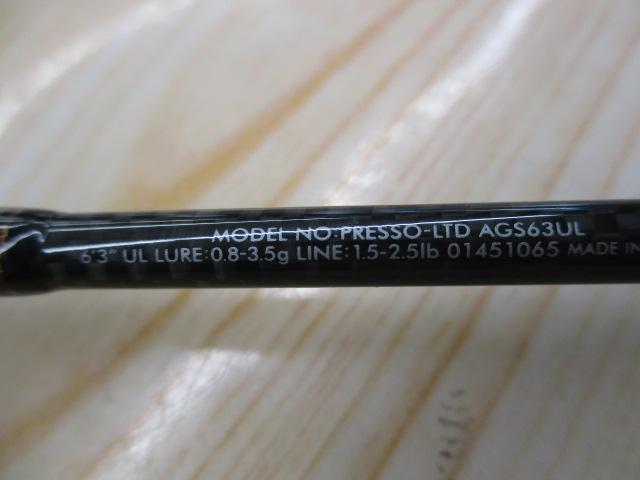 MODEL NO·PRESSO-LTD AGS63UL
6'3" UL LURE:0.8-3.5g LINE:1.5-2.5lb 01451065 MADE IN